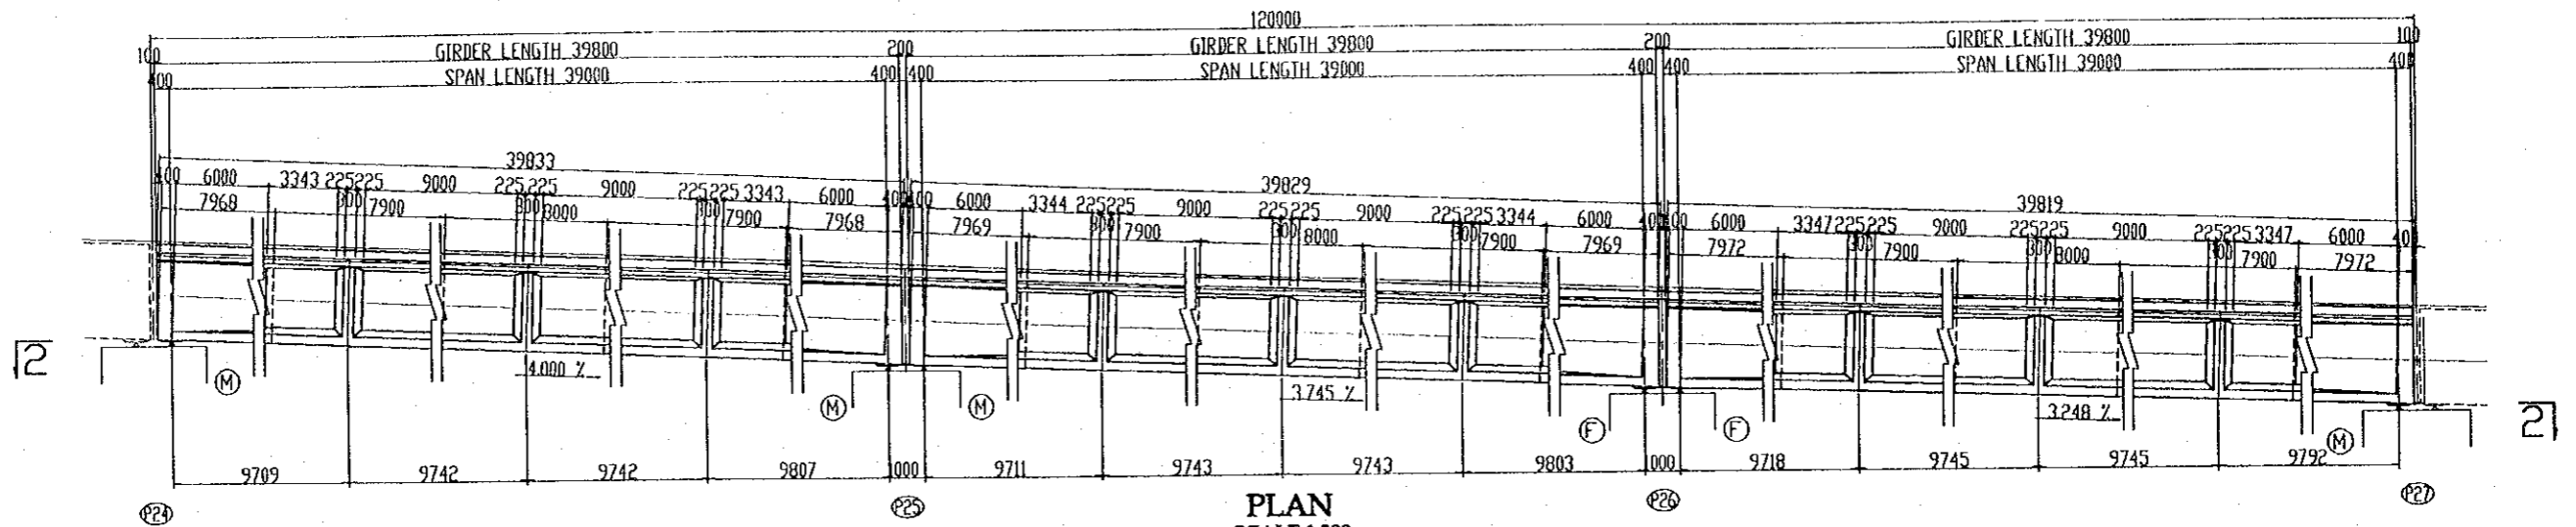 120000
100 GIRDER LENGTH 39800 200 GIRDER LENGTH 39800 200 GIRDER LENGTH 39800 100
400 SPAN LENGTH 39000 400 400 SPAN LENGTH 39000 400 400 SPAN LENGTH 39000 400
39833 39829 39819
400 6000 3343 225 225 9000 225 225 9000 225 225 3343 6000 400 400 6000 3344 225 225 9000 225 225 9000 225 225 3344 6000 400 400 6000 3347 225 225 9000 225 225 9000 225 225 3347 6000 400
7968 300 7900 300 8000 300 7900 7968 7969 300 7900 300 8000 300 7900 7969 7972 300 7900 300 8000 300 7900 7972
2 4.000 % 3.745 % 3.248 % 2
M M M F F M
9709 9742 9742 9807 1000 9711 9743 9743 9803 1000 9718 9745 9745 9792
P24 P25 P26 P27
PLAN